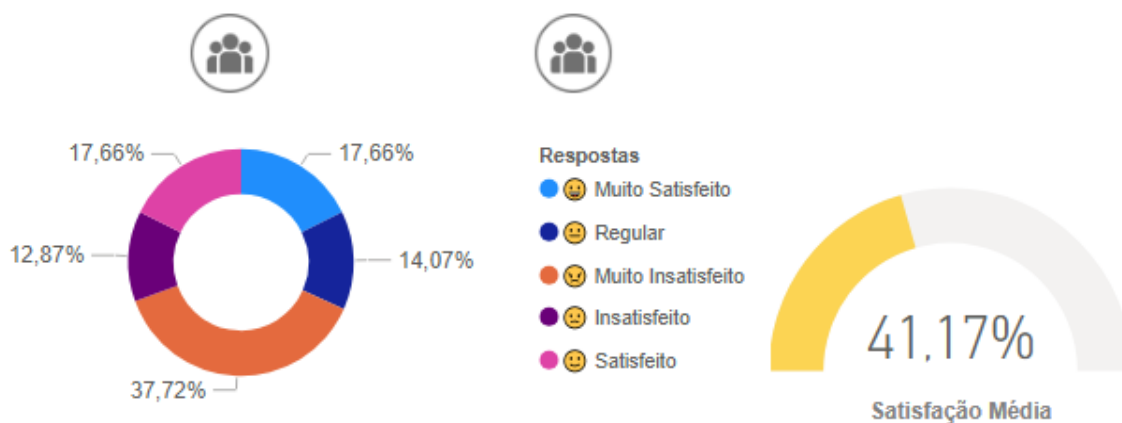 17,66%
17,66%
12,87%
14,07%
37,72%
Respostas
Muito Satisfeito
Regular
Muito Insatisfeito
Insatisfeito
Satisfeito
41,17%
Satisfação Média